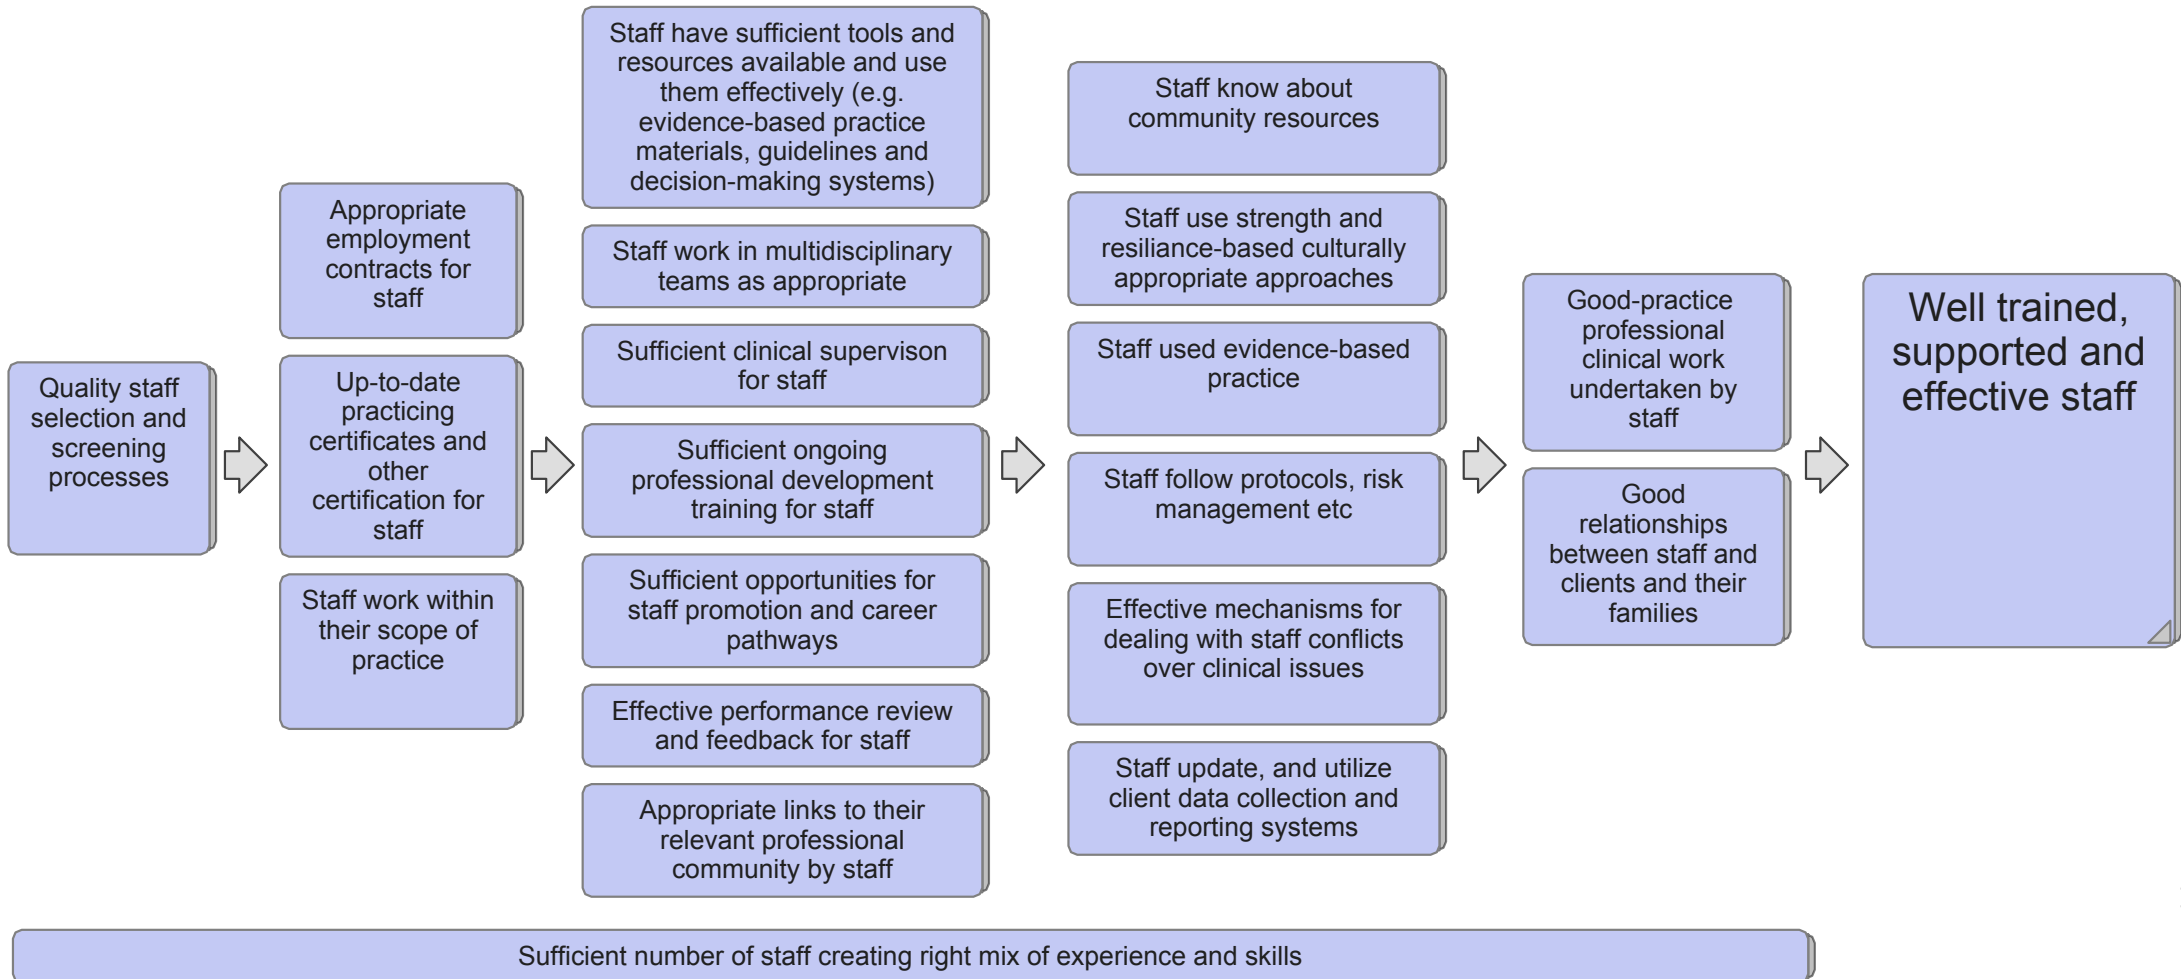 Quality staff
selection and
screening
processes
Appropriate
employment
contracts for
staff
Up-to-date
practicing
certificates and
other
certification for
staff
Staff work within
their scope of
practice
Staff have sufficient tools and
resources available and use
them effectively (e.g.
evidence-based practice
materials, guidelines and
decision-making systems)
Staff work in multidisciplinary
teams as appropriate
Sufficient clinical supervison
for staff
Sufficient ongoing
professional development
training for staff
Sufficient opportunities for
staff promotion and career
pathways
Effective performance review
and feedback for staff
Appropriate links to their
relevant professional
community by staff
Staff know about
community resources
Staff use strength and
resiliance-based culturally
appropriate approaches
Staff used evidence-based
practice
Staff follow protocols, risk
management etc
Effective mechanisms for
dealing with staff conflicts
over clinical issues
Staff update, and utilize
client data collection and
reporting systems
Good-practice
professional
clinical work
undertaken by
staff
Good
relationships
between staff and
clients and their
families
Well trained,
supported and
effective staff
Sufficient number of staff creating right mix of experience and skills